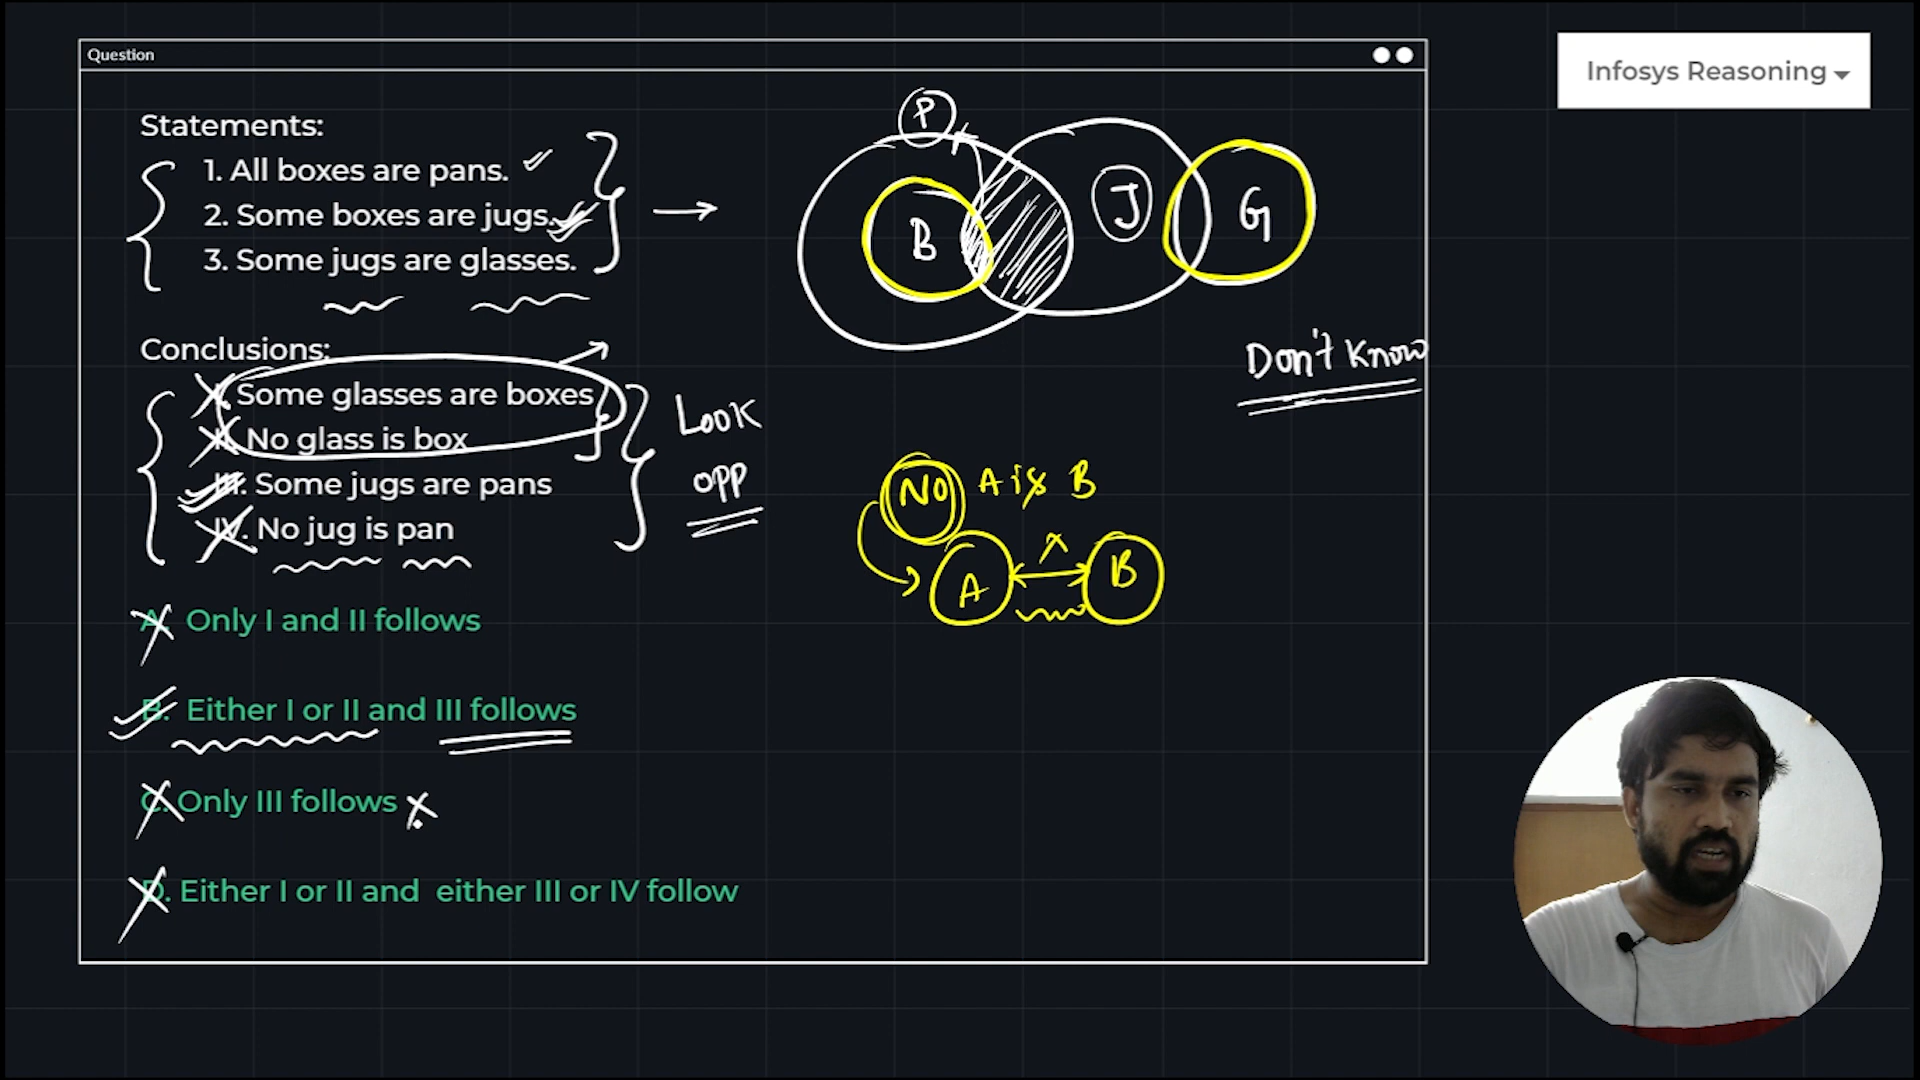 Question
Infosys Reasoning
Statements:
1. All boxes are pans.
2. Some boxes are jugs.
3. Some jugs are glasses.
Conclusions:
Some glasses are boxes
II. No glass is box
III. Some jugs are pans
IV. No jug is pan
A. Only I and II follows
B. Either I or II and III follows
C. Only III follows
D. Either I or II and either III or IV follow
P
B
J
G
Don't know
Look
opp
No A is B
A
B